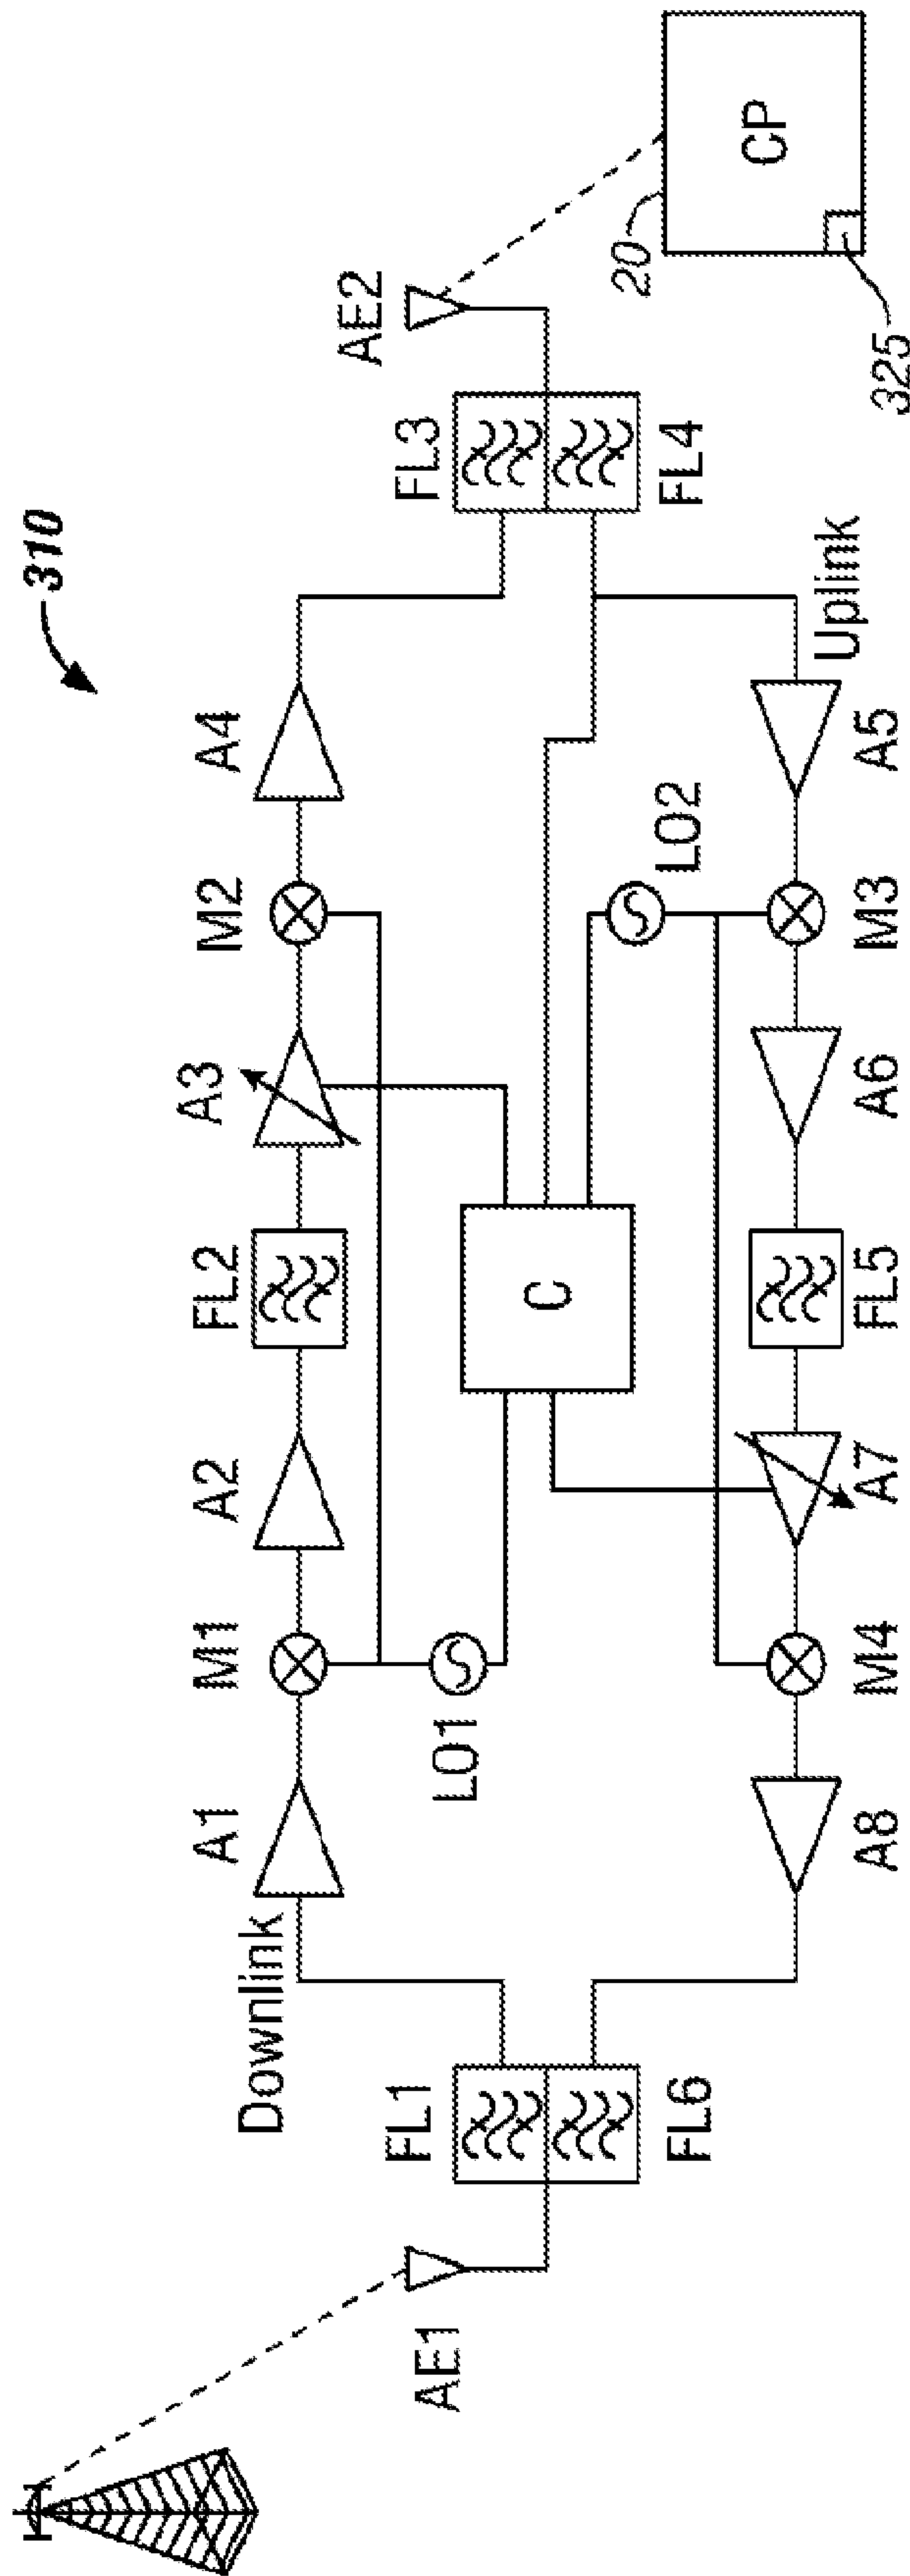 310
Downlink
A1
M1
A2
FL2
A3
M2
A4
FL1
FL3
AE1
AE2
LO1
C
LO2
20
CP
325
FL6
FL4
A8
M4
A7
FL5
A6
M3
A5
Uplink